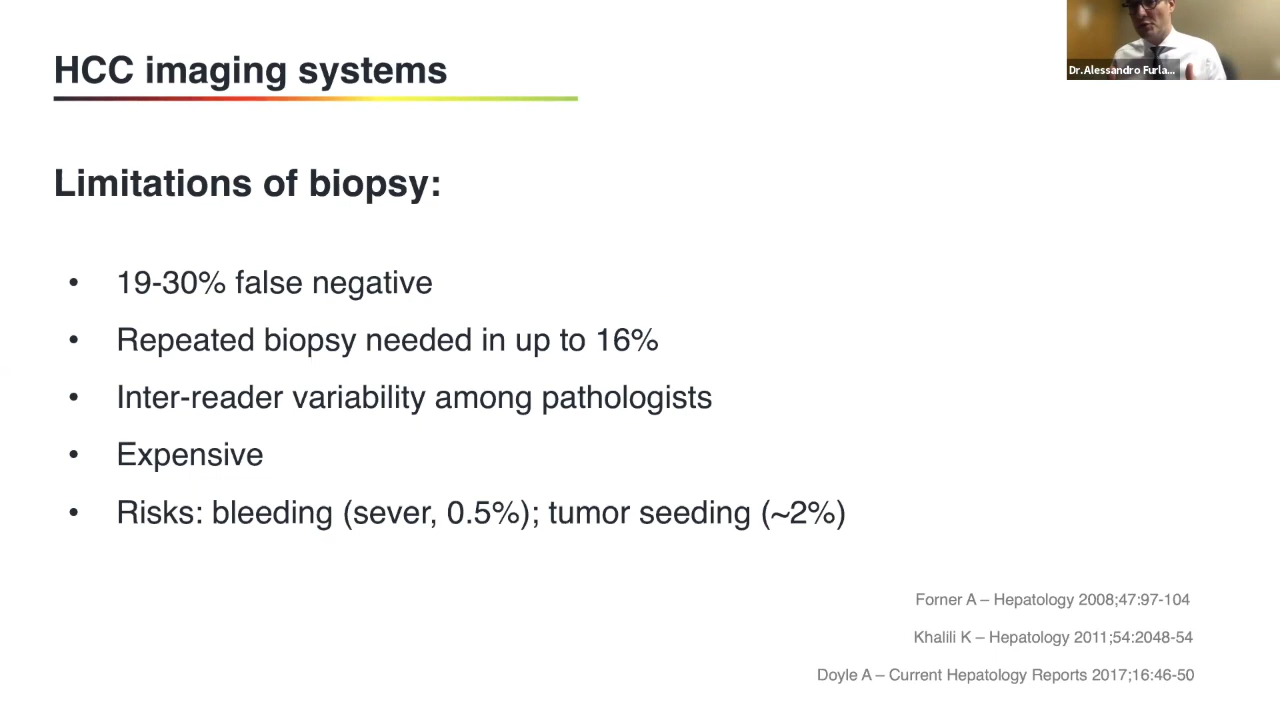 HCC imaging systems
Dr.Alessandro Furla...
Limitations of biopsy:
• 19-30% false negative
• Repeated biopsy needed in up to 16%
• Inter-reader variability among pathologists
• Expensive
• Risks: bleeding (sever, 0.5%); tumor seeding (~2%)
Forner A – Hepatology 2008;47:97-104
Khalili K – Hepatology 2011;54:2048-54
Doyle A – Current Hepatology Reports 2017;16:46-50